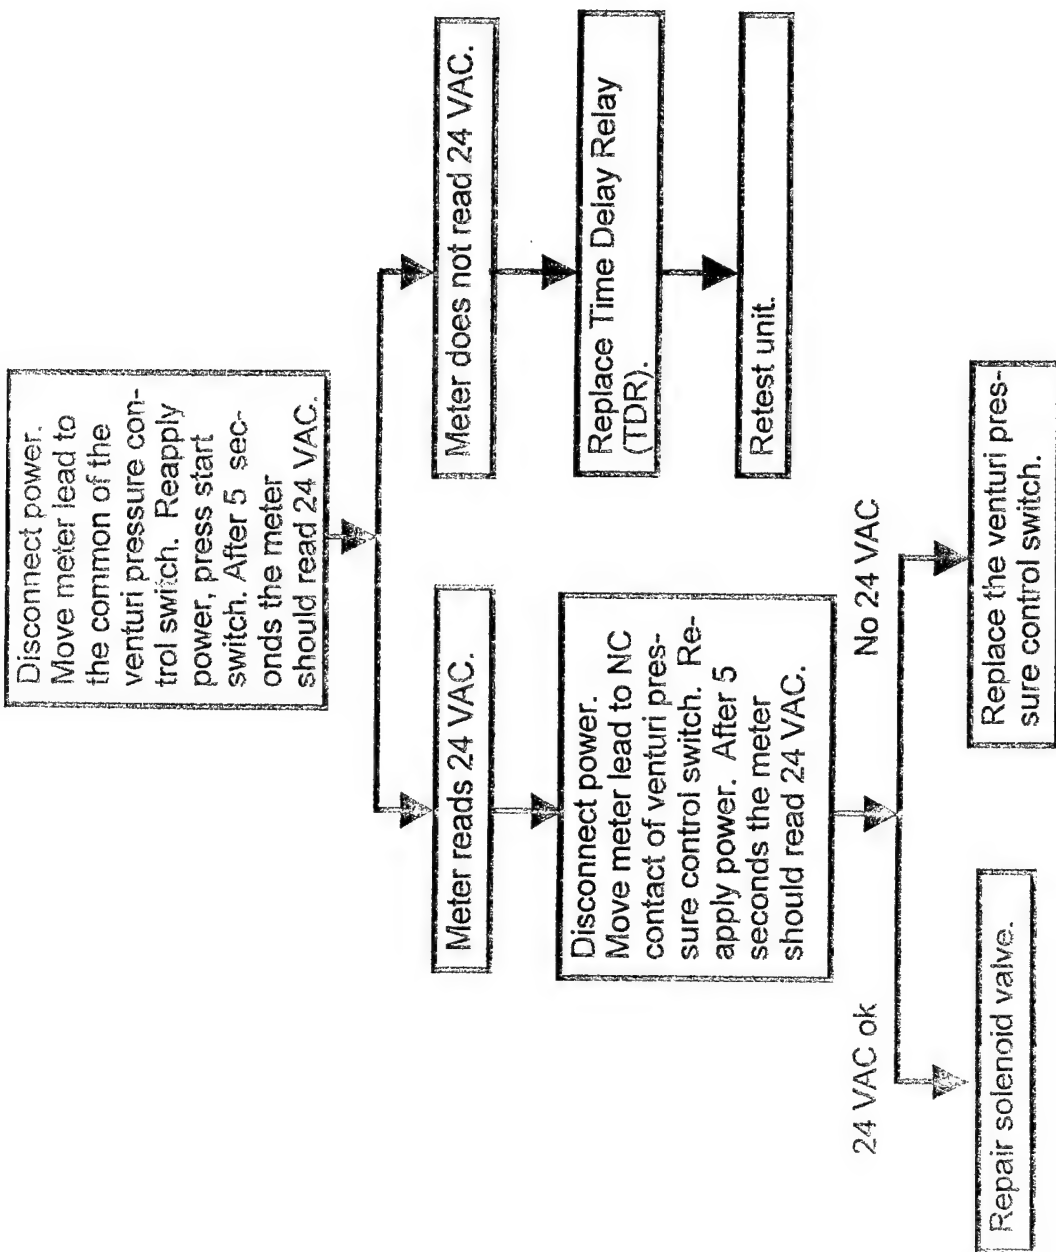 Disconnect power.
Move meter lead to
the common of the
venturi pressure con-
trol switch. Reapply
power, press start
switch. After 5 sec-
onds the meter
should read 24 VAC.
Meter reads 24 VAC.
Meter does not read 24 VAC.
Disconnect power.
Move meter lead to NC
contact of venturi pres-
sure control switch. Re-
apply power. After 5
seconds the meter
should read 24 VAC.
Replace Time Delay Relay
(TDR).
Retest unit.
24 VAC ok
No 24 VAC
Repair solenoid valve.
Replace the venturi pres-
sure control switch.